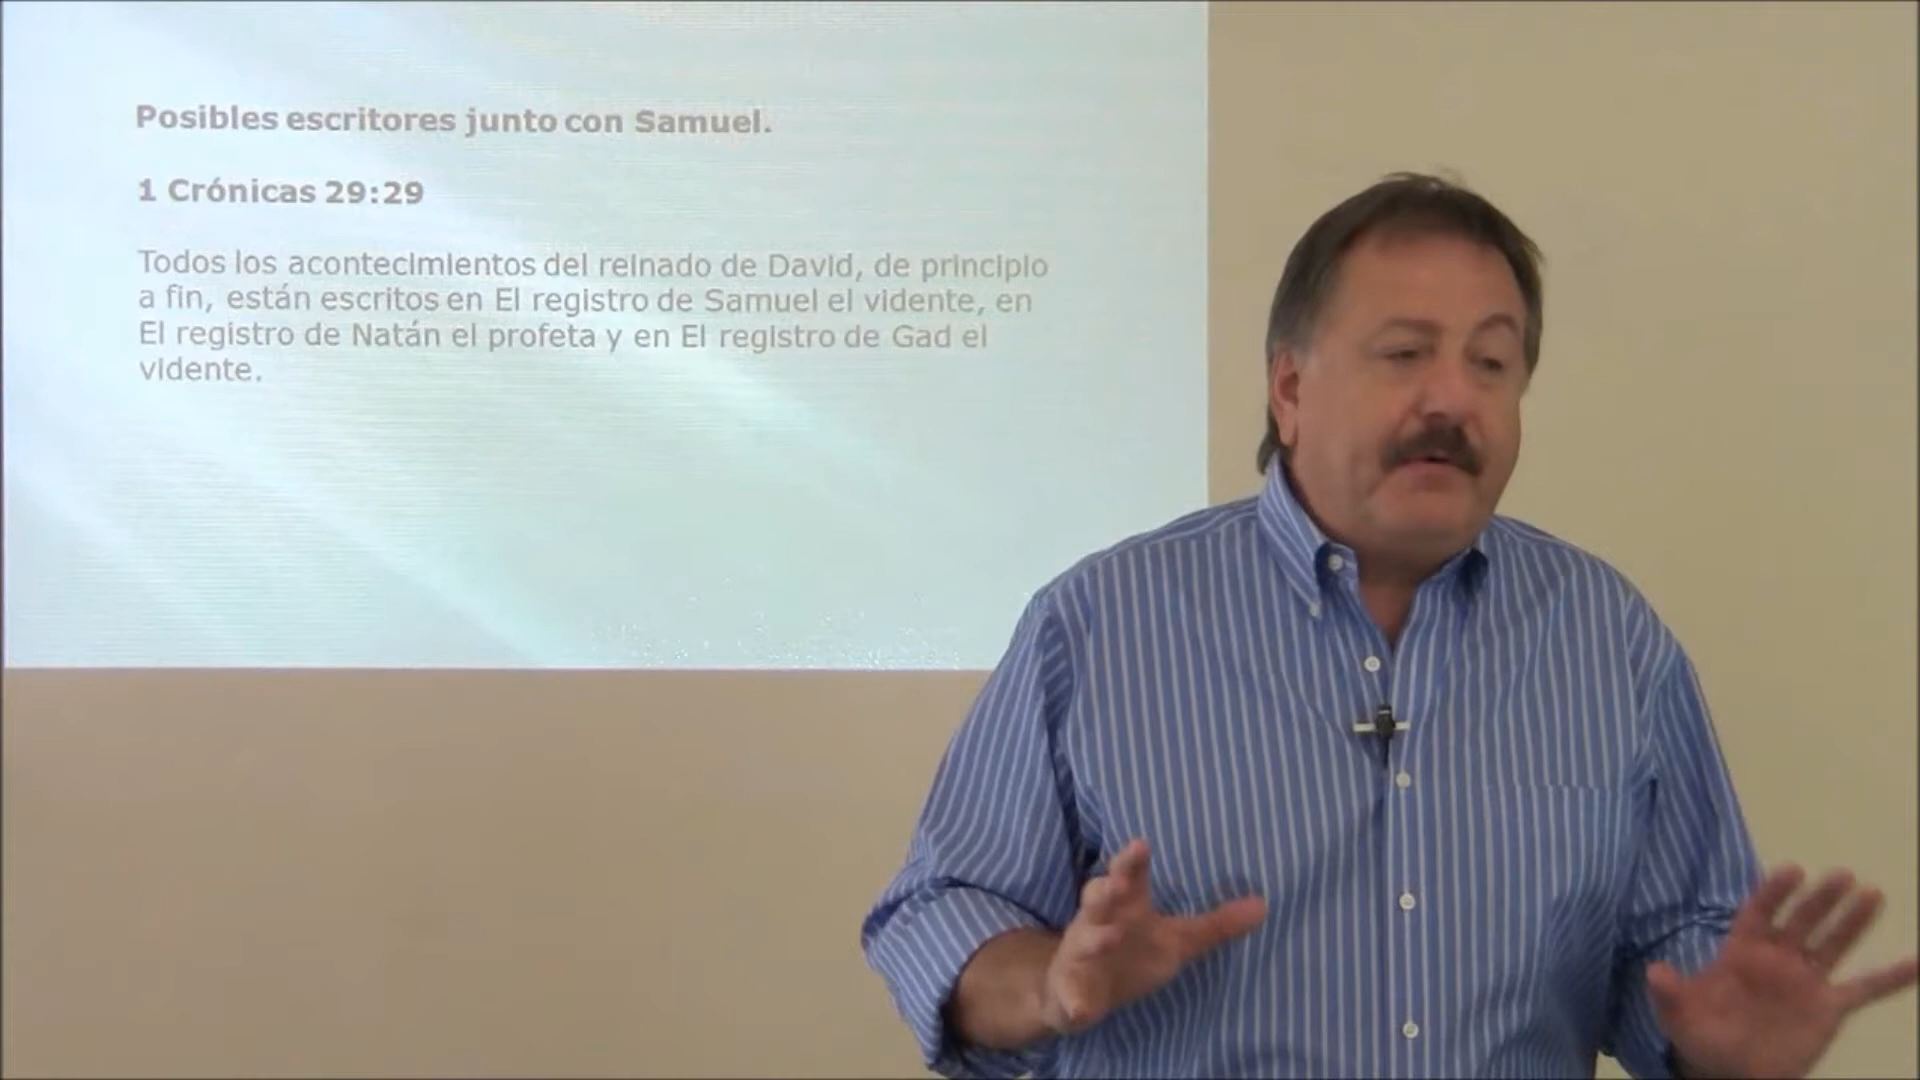 Posibles escritores junto con Samuel.
1 Crónicas 29:29
Todos los acontecimientos del reinado de David, de principio
a fin, están escritos en El registro de Samuel el vidente, en
El registro de Natán el profeta y en El registro de Gad el
vidente.